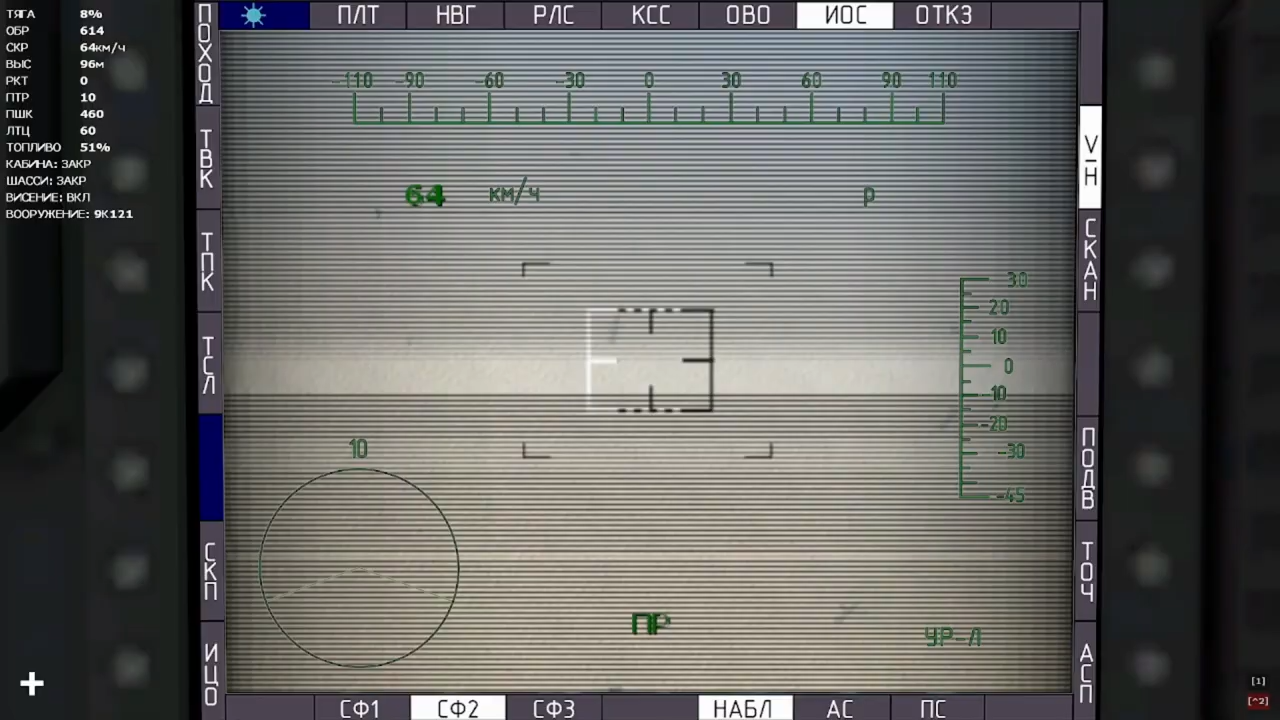 ТЯГА 8%
ОБР 614
СКР 64км/ч
ВЫС 96м
РКТ 0
ПТР 10
ПШК 460
ЛТЦ 60
ТОПЛИВО 51%
КАБИНА: ЗАКР
ШАССИ: ЗАКР
ВИСЕНИЕ: ВКЛ
ВООРУЖЕНИЕ: 9К121
ПЛТ НВГ РЛС КСС ОВО ИОС ОТКЗ
ПОХОД
ТВК
ТПК
ТСЛ
СКП
ИЦО
-110 -90 -60 -30 0 30 60 90 110
64 км/ч Р
30
20
10
0
-10
-20
-30
-45
10
ПР
УР-Л
V-Н
СКАН
ПОДВ
ТОЧ
АСП
СФ1 СФ2 СФ3 НАБЛ АС ПС
[1]
[^2]